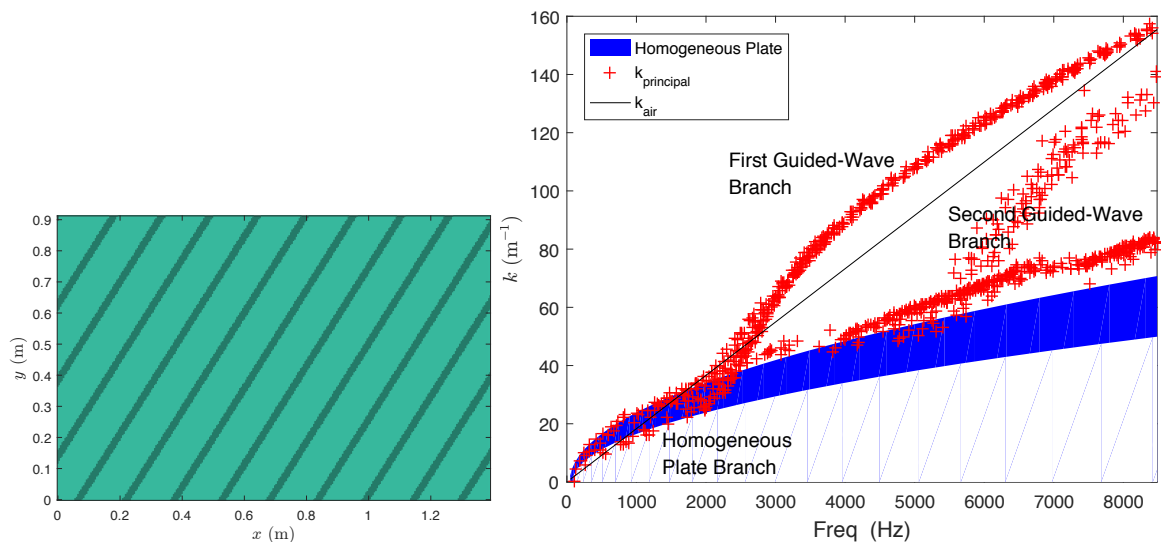 0.9
0.8
0.7
0.6
0.5
0.4
0.3
0.2
0.1
0
y (m)
0 0.2 0.4 0.6 0.8 1 1.2
x (m)
160
140
120
100
80
60
40
20
0
k (m⁻¹)
Homogeneous Plate
k_principal
k_air
First Guided-Wave
Branch
Second Guided-Wave
Branch
Homogeneous
Plate Branch
0 1000 2000 3000 4000 5000 6000 7000 8000
Freq (Hz)